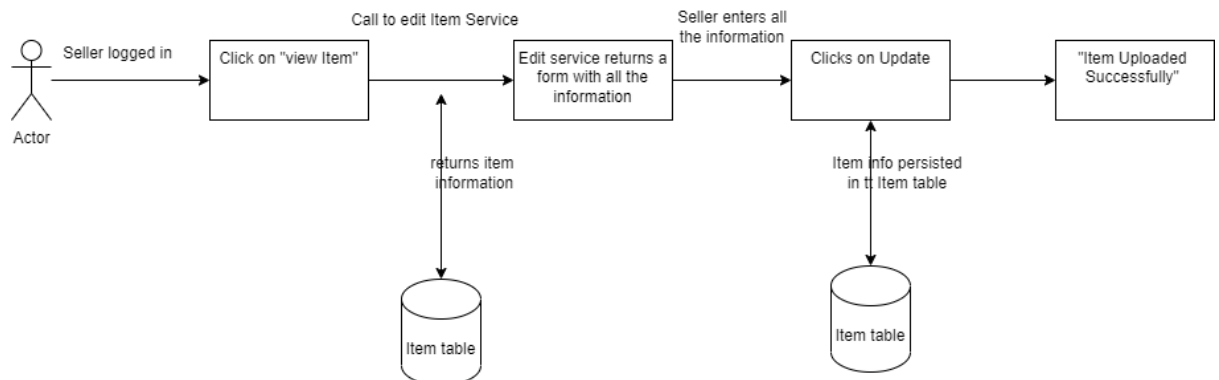 Call to edit Item Service
Seller enters all
the information
Seller logged in
Click on "view Item"
Edit service returns a
form with all the
information
Clicks on Update
"Item Uploaded
Successfully"
Actor
returns item
information
Item info persisted
in tt Item table
Item table
Item table